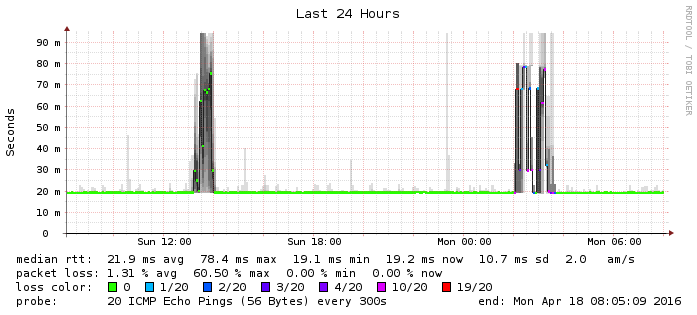 Last 24 Hours
RRDTOOL / TOBI OETIKER
Seconds
90 m
80 m
70 m
60 m
50 m
40 m
30 m
20 m
10 m
0
Sun 12:00 Sun 18:00 Mon 00:00 Mon 06:00
median rtt: 21.9 ms avg 78.4 ms max 19.1 ms min 19.2 ms now 10.7 ms sd 2.0 am/s
packet loss: 1.31 % avg 60.50 % max 0.00 % min 0.00 % now
loss color: 0 1/20 2/20 3/20 4/20 10/20 19/20
probe: 20 ICMP Echo Pings (56 Bytes) every 300s end: Mon Apr 18 08:05:09 2016